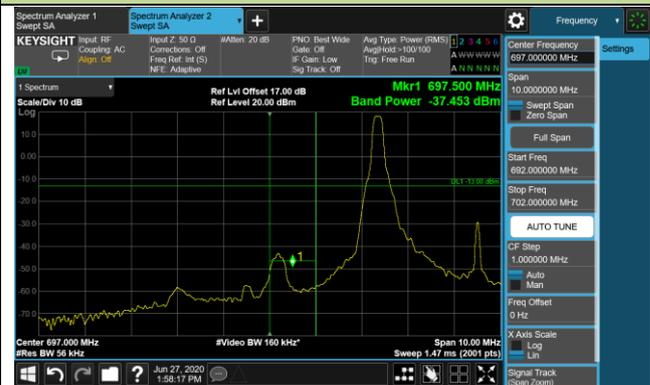 Spectrum Analyzer 1
Swept SA
Spectrum Analyzer 2
Swept SA
+
Frequency
KEYSIGHT
Input: RF
Coupling: AC
Align: Off
Input Z: 50 Ω
Corrections: Off
Freq Ref: Int (S)
NFE: Adaptive
#Atten: 20 dB
PNO: Best Wide
Gate: Off
IF Gain: Low
Sig Track: Off
Avg Type: Power (RMS)
Avg|Hold:>100/100
Trig: Free Run
1 2 3 4 5 6
A W W W W W
A N N N N N
LNI
1 Spectrum
Scale/Div 10 dB
Ref Lvl Offset 17.00 dB
Ref Level 20.00 dBm
Mkr1 697.500 MHz
Band Power -37.453 dBm
Log
10.0
0.00
-10.0
-20.0
-30.0
-40.0
-50.0
-60.0
-70.0
DL1 -13.00 dBm
1
Center 697.000 MHz
#Res BW 56 kHz
#Video BW 160 kHz*
Span 10.00 MHz
Sweep 1.47 ms (2001 pts)
Settings
Center Frequency
697.000000 MHz
Span
10.0000000 MHz
Swept Span
Zero Span
Full Span
Start Freq
692.000000 MHz
Stop Freq
702.000000 MHz
AUTO TUNE
CF Step
1.000000 MHz
Auto
Man
Freq Offset
0 Hz
X Axis Scale
Log
Lin
Signal Track
(Span Zoom)
?
Jun 27, 2020
1:58:17 PM